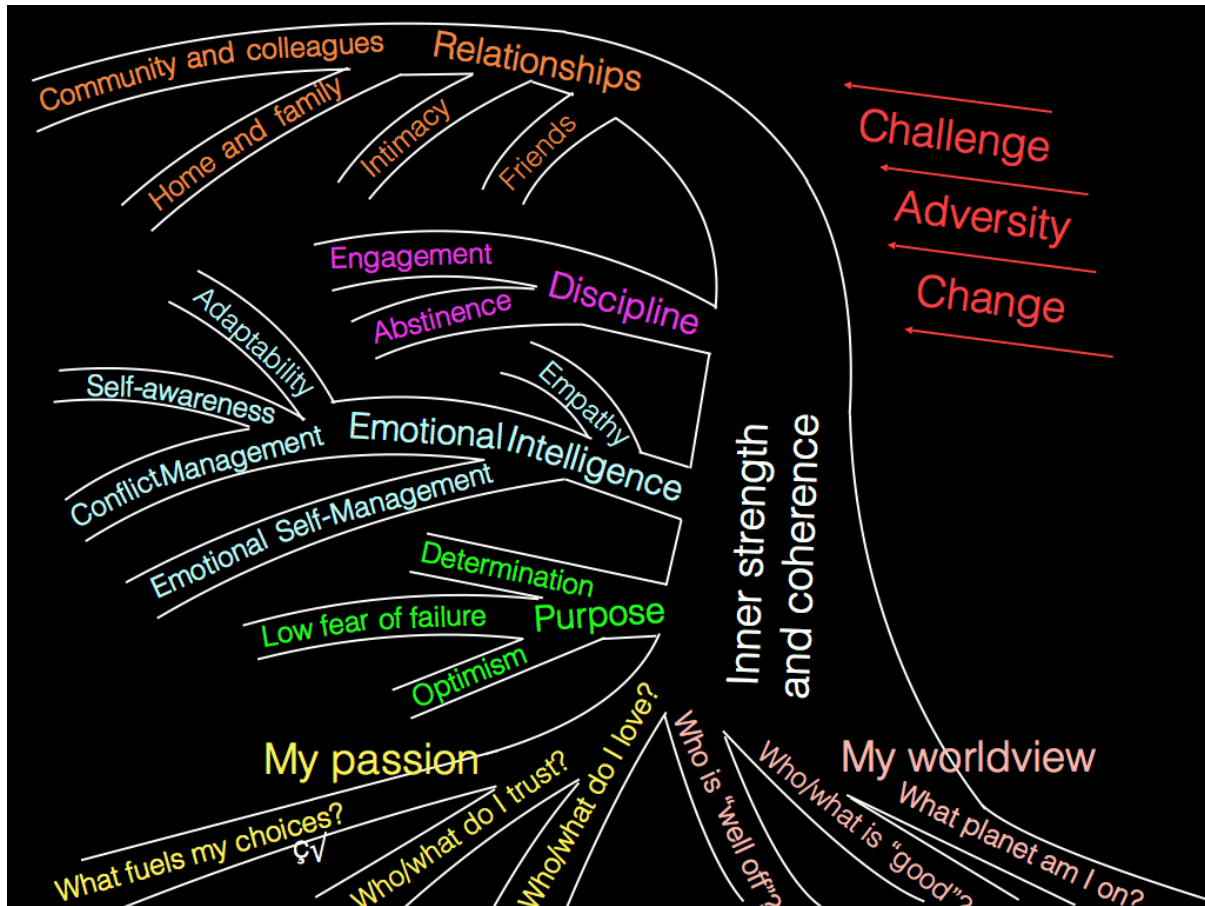 Community and colleagues
Relationships
Home and family
Intimacy
Friends
Challenge
Adversity
Change
Engagement
Discipline
Abstinence
Adaptability
Empathy
Self-awareness
Emotional Intelligence
ConflictManagement
Emotional Self-Management
Inner strength
and coherence
Determination
Purpose
Low fear of failure
Optimism
My passion
What fuels my choices?
ç√
Who/what do I trust?
Who/what do I love?
My worldview
Who is “well off”?
Who/what is “good”?
What planet am I on?